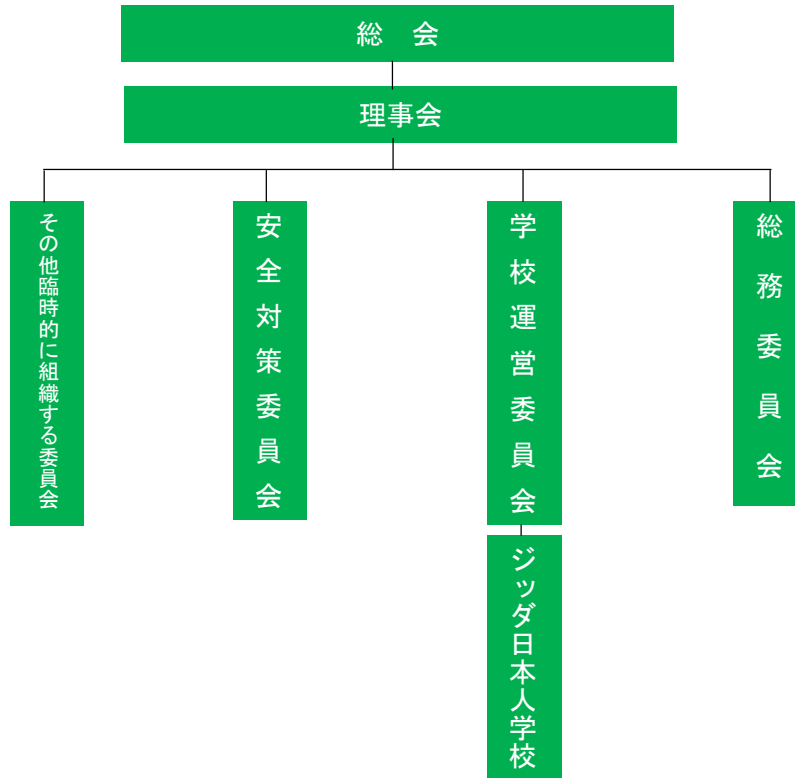 総　会
理事会
総務委員会
学校運営委員会
ジッダ日本人学校
安全対策委員会
その他臨時的に組織する委員会